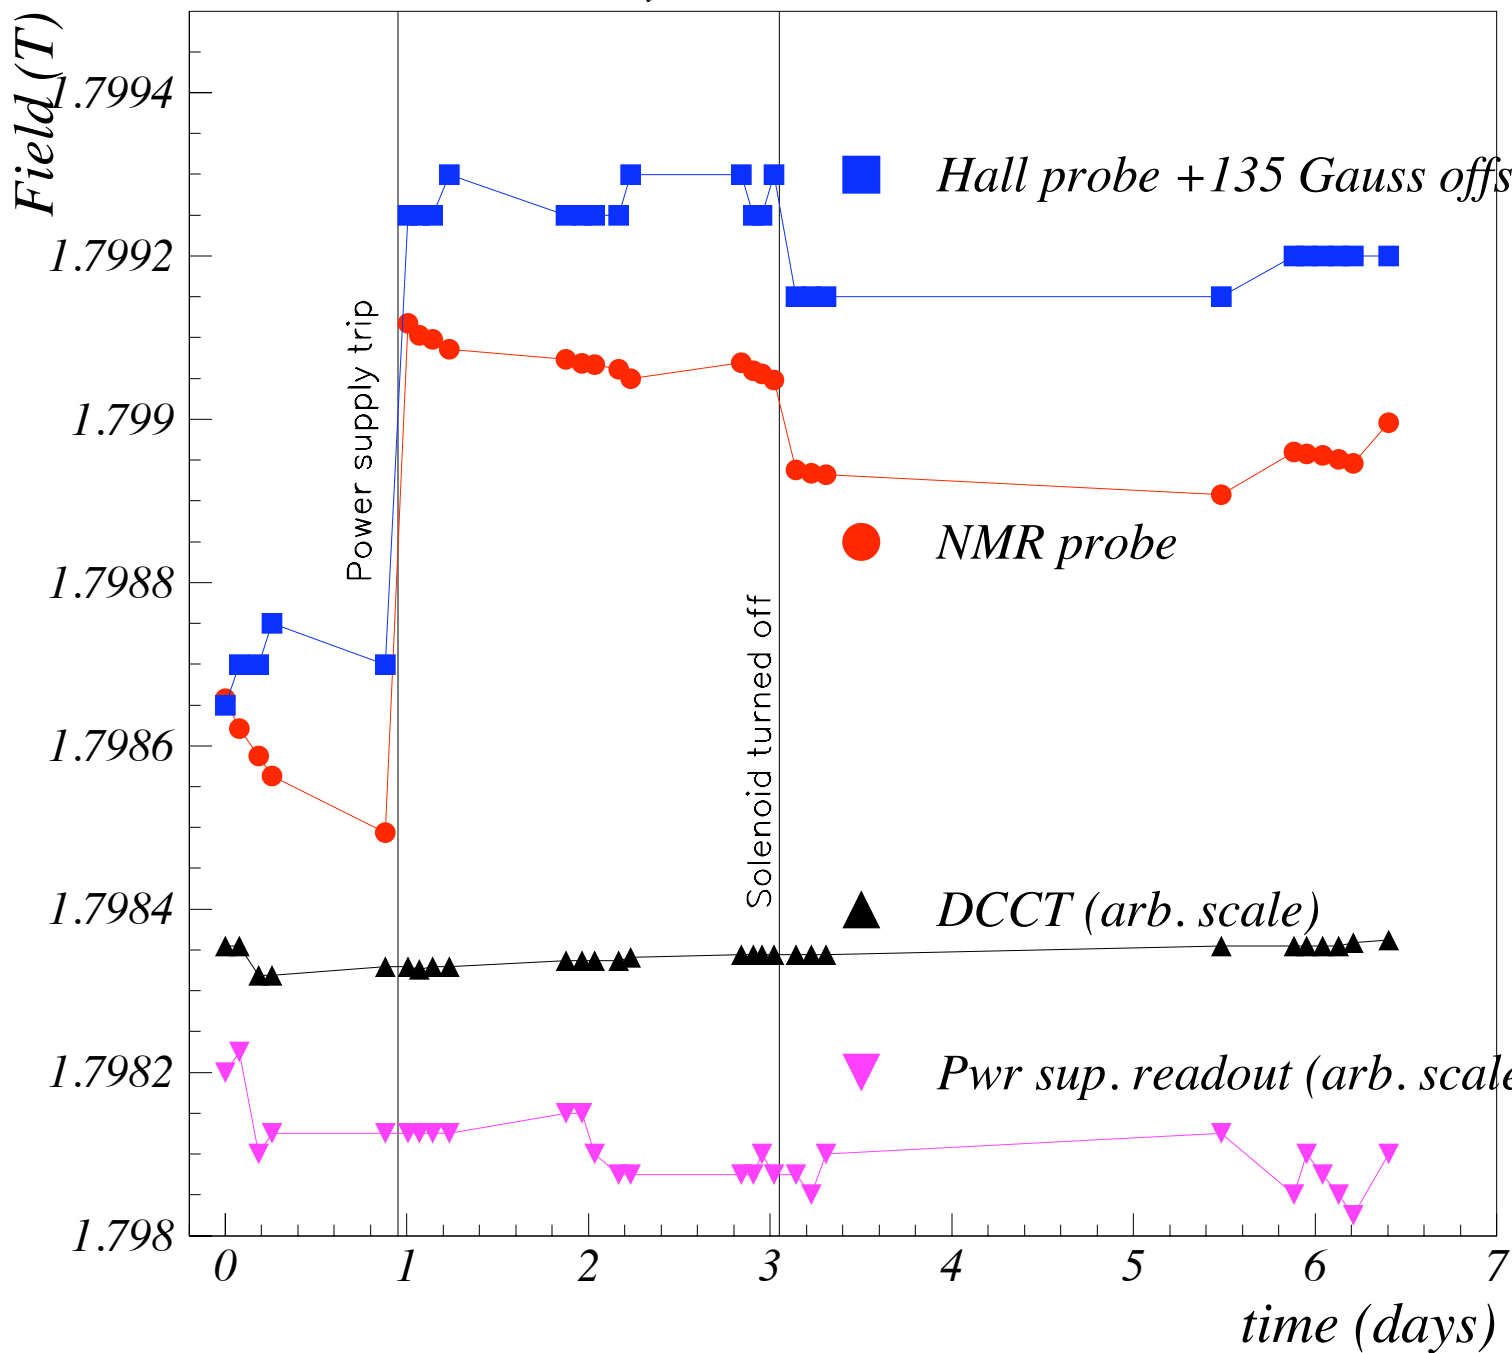 Field (T)
1.7994
1.7992
1.799
1.7988
1.7986
1.7984
1.7982
1.798
Hall probe +135 Gauss offs
Power supply trip
NMR probe
Solenoid turned off
DCCT (arb. scale)
Pwr sup. readout (arb. scale
0 1 2 3 4 5 6 7
time (days)